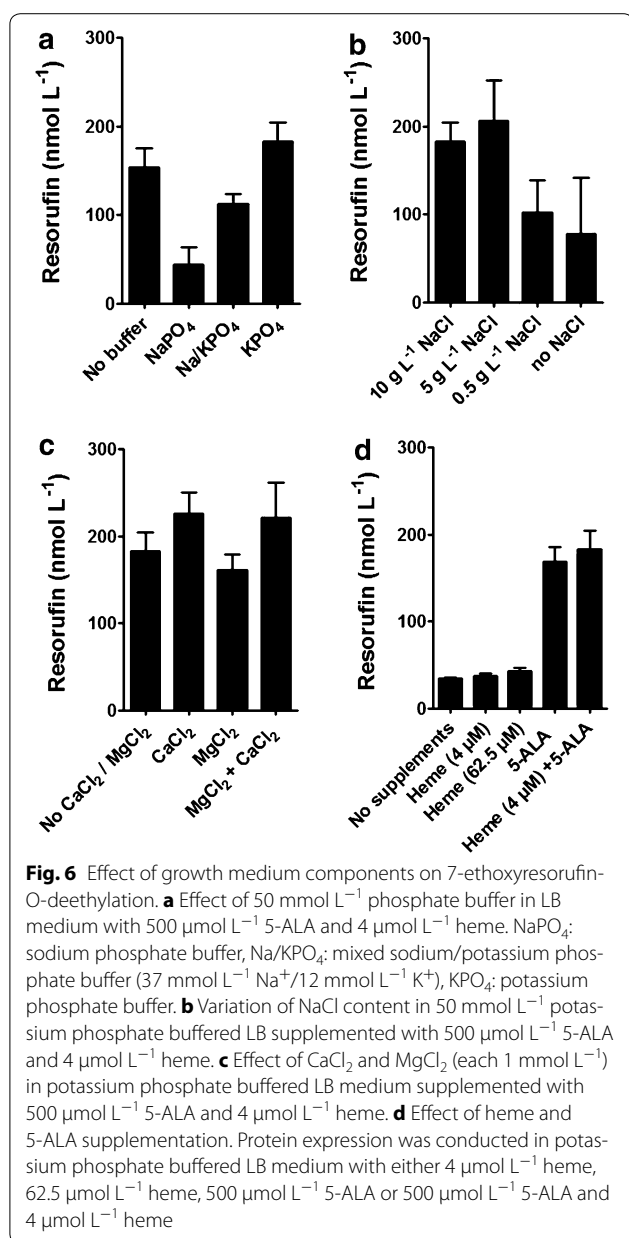 a
Resorufin (nmol L⁻¹)
300
200
100
0
No buffer
NaPO₄
Na/KPO₄
KPO₄
b
Resorufin (nmol L⁻¹)
300
200
100
0
10 g L⁻¹ NaCl
5 g L⁻¹ NaCl
0.5 g L⁻¹ NaCl
no NaCl
c
Resorufin (nmol L⁻¹)
300
200
100
0
No CaCl₂ / MgCl₂
CaCl₂
MgCl₂
MgCl₂ + CaCl₂
d
Resorufin (nmol L⁻¹)
300
200
100
0
No supplements
Heme (4 µM)
Heme (62.5 µM)
5-ALA
Heme (4 µM) +5-ALA
Fig. 6 Effect of growth medium components on 7-ethoxyresorufin-
O-deethylation. a Effect of 50 mmol L⁻¹ phosphate buffer in LB
medium with 500 µmol L⁻¹ 5-ALA and 4 µmol L⁻¹ heme. NaPO₄:
sodium phosphate buffer, Na/KPO₄: mixed sodium/potassium phos-
phate buffer (37 mmol L⁻¹ Na⁺/12 mmol L⁻¹ K⁺), KPO₄: potassium
phosphate buffer. b Variation of NaCl content in 50 mmol L⁻¹ potas-
sium phosphate buffered LB supplemented with 500 µmol L⁻¹ 5-ALA
and 4 µmol L⁻¹ heme. c Effect of CaCl₂ and MgCl₂ (each 1 mmol L⁻¹)
in potassium phosphate buffered LB medium supplemented with
500 µmol L⁻¹ 5-ALA and 4 µmol L⁻¹ heme. d Effect of heme and
5-ALA supplementation. Protein expression was conducted in potas-
sium phosphate buffered LB medium with either 4 µmol L⁻¹ heme,
62.5 µmol L⁻¹ heme, 500 µmol L⁻¹ 5-ALA or 500 µmol L⁻¹ 5-ALA and
4 µmol L⁻¹ heme